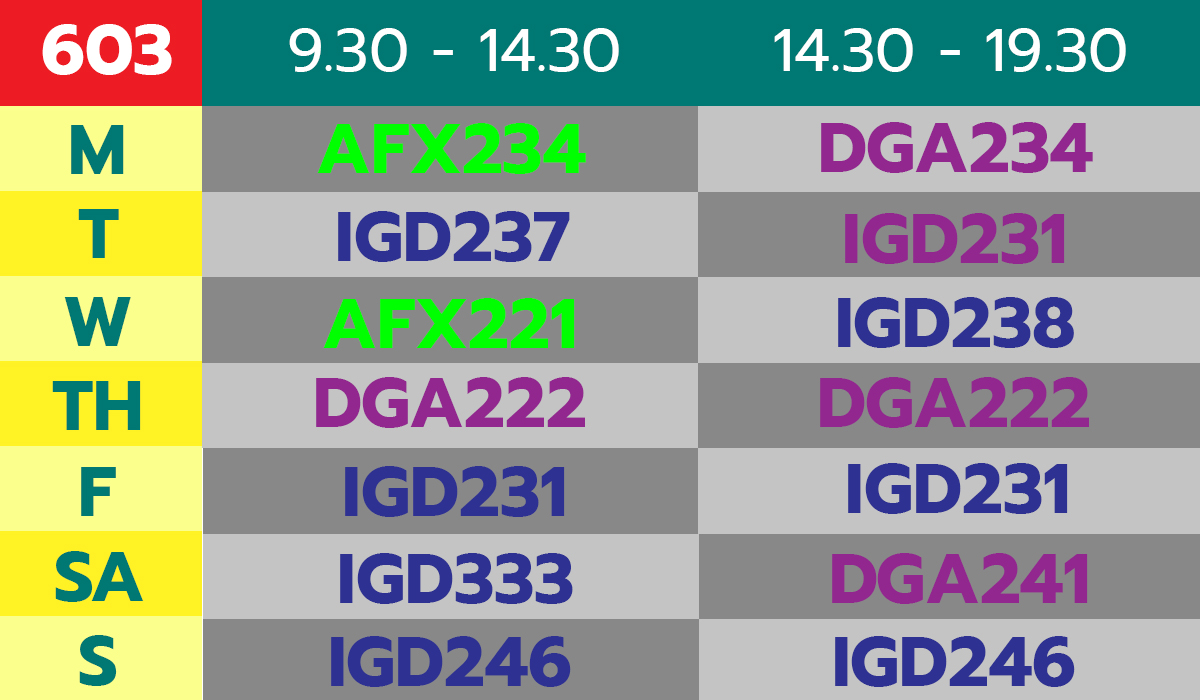 603 9.30 - 14.30 14.30 - 19.30
M AFX234 DGA234
T IGD237 IGD231
W AFX221 IGD238
TH DGA222 DGA222
F IGD231 IGD231
SA IGD333 DGA241
S IGD246 IGD246